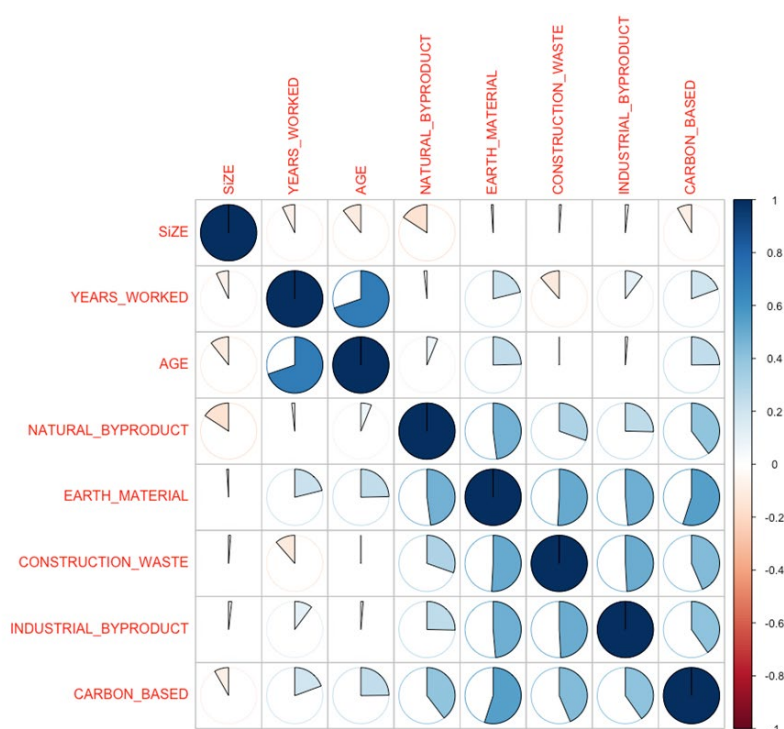 SiZE
YEARS_WORKED
AGE
NATURAL_BYPRODUCT
EARTH_MATERIAL
CONSTRUCTION_WASTE
INDUSTRIAL_BYPRODUCT
CARBON_BASED
SiZE
YEARS_WORKED
AGE
NATURAL_BYPRODUCT
EARTH_MATERIAL
CONSTRUCTION_WASTE
INDUSTRIAL_BYPRODUCT
CARBON_BASED
1
0.8
0.6
0.4
0.2
0
-0.2
-0.4
-0.6
-0.8
-1